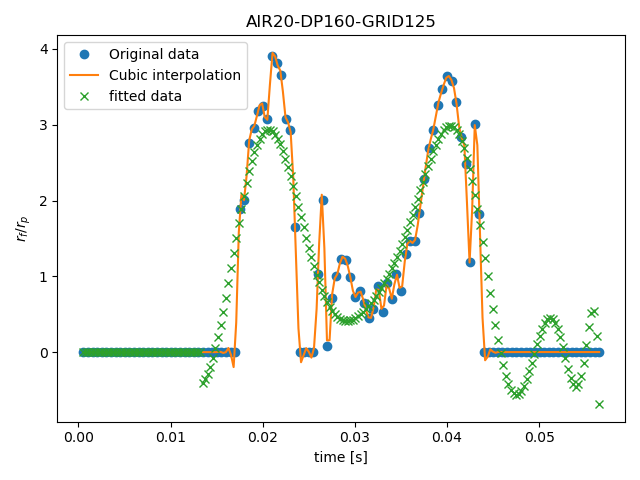 AIR20-DP160-GRID125
Original data
Cubic interpolation
fitted data
r_f/r_p
4
3
2
1
0
0.00 0.01 0.02 0.03 0.04 0.05
time [s]